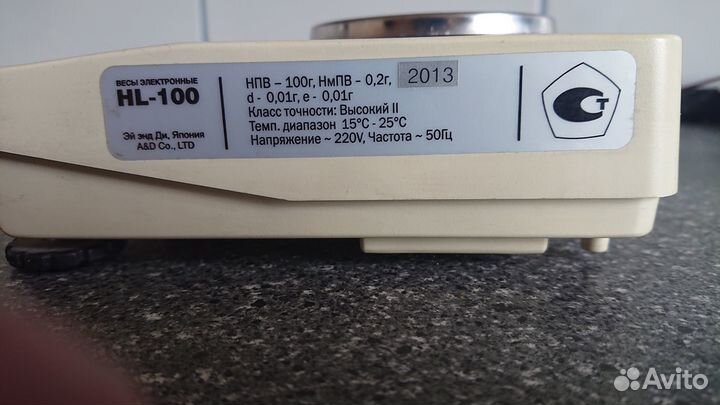 ВЕСЫ ЭЛЕКТРОННЫЕ
HL-100
Эй энд Ди, Япония
A&D Co., LTD
НПВ – 100г, НмПВ - 0,2г, 2013
d - 0,01г, е - 0,01г
Класс точности: Высокий II
Темп. диапазон 15°С - 25°С
Напряжение ~ 220V, Частота ~ 50Гц
СТ
Avito